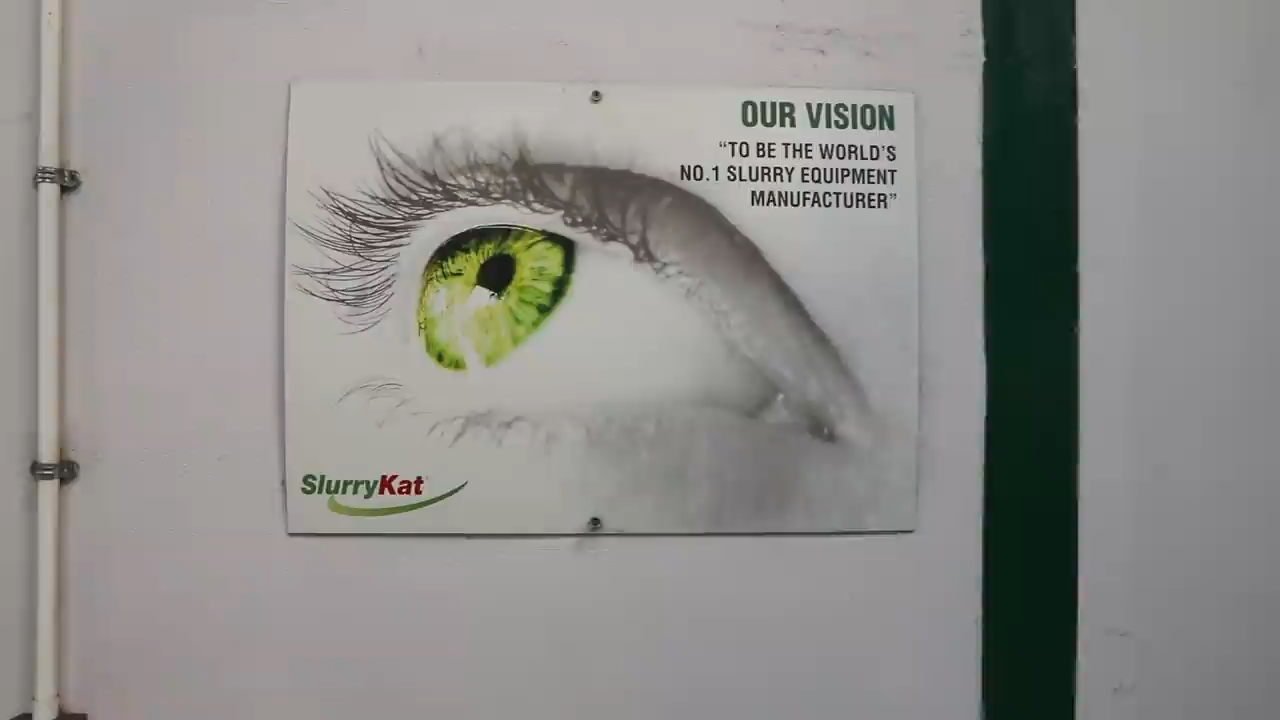 OUR VISION
“TO BE THE WORLD’S
NO.1 SLURRY EQUIPMENT
MANUFACTURER”
SlurryKat